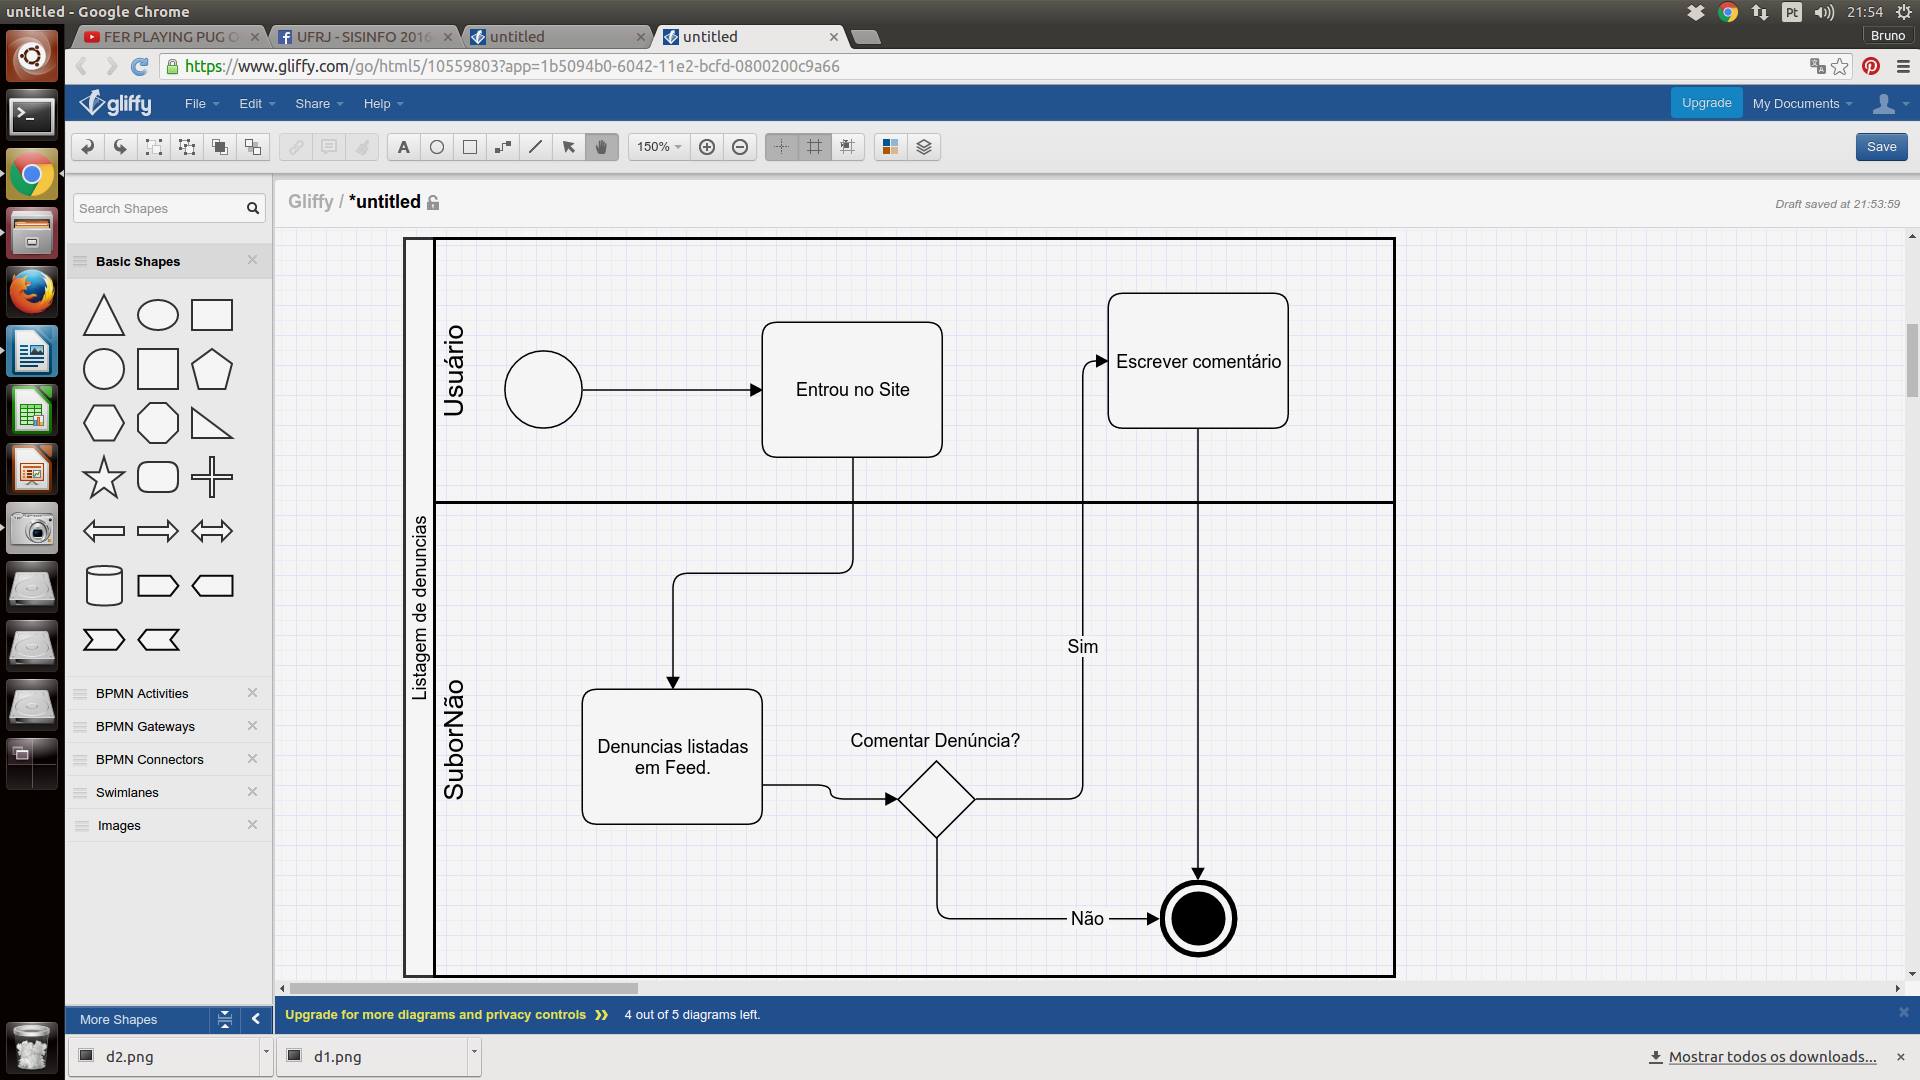 untitled - Google Chrome
Pt
21:54
FER PLAYING PUG
UFRJ - SISINFO 2016
untitled
untitled
Bruno
https://www.gliffy.com/go/html5/10559803?app=1b5094b0-6042-11e2-bcfd-0800200c9a66
gliffy
File
Edit
Share
Help
Upgrade
My Documents
A
150%
Save
Search Shapes
Gliffy / *untitled
Draft saved at 21:53:59
Basic Shapes
BPMN Activities
BPMN Gateways
BPMN Connectors
Swimlanes
Images
More Shapes
Listagem de denuncias
Usuário
Entrou no Site
Escrever comentário
SuborNão
Denuncias listadas
em Feed.
Comentar Denúncia?
Sim
Não
Upgrade for more diagrams and privacy controls
4 out of 5 diagrams left.
d2.png
d1.png
Mostrar todos os downloads...